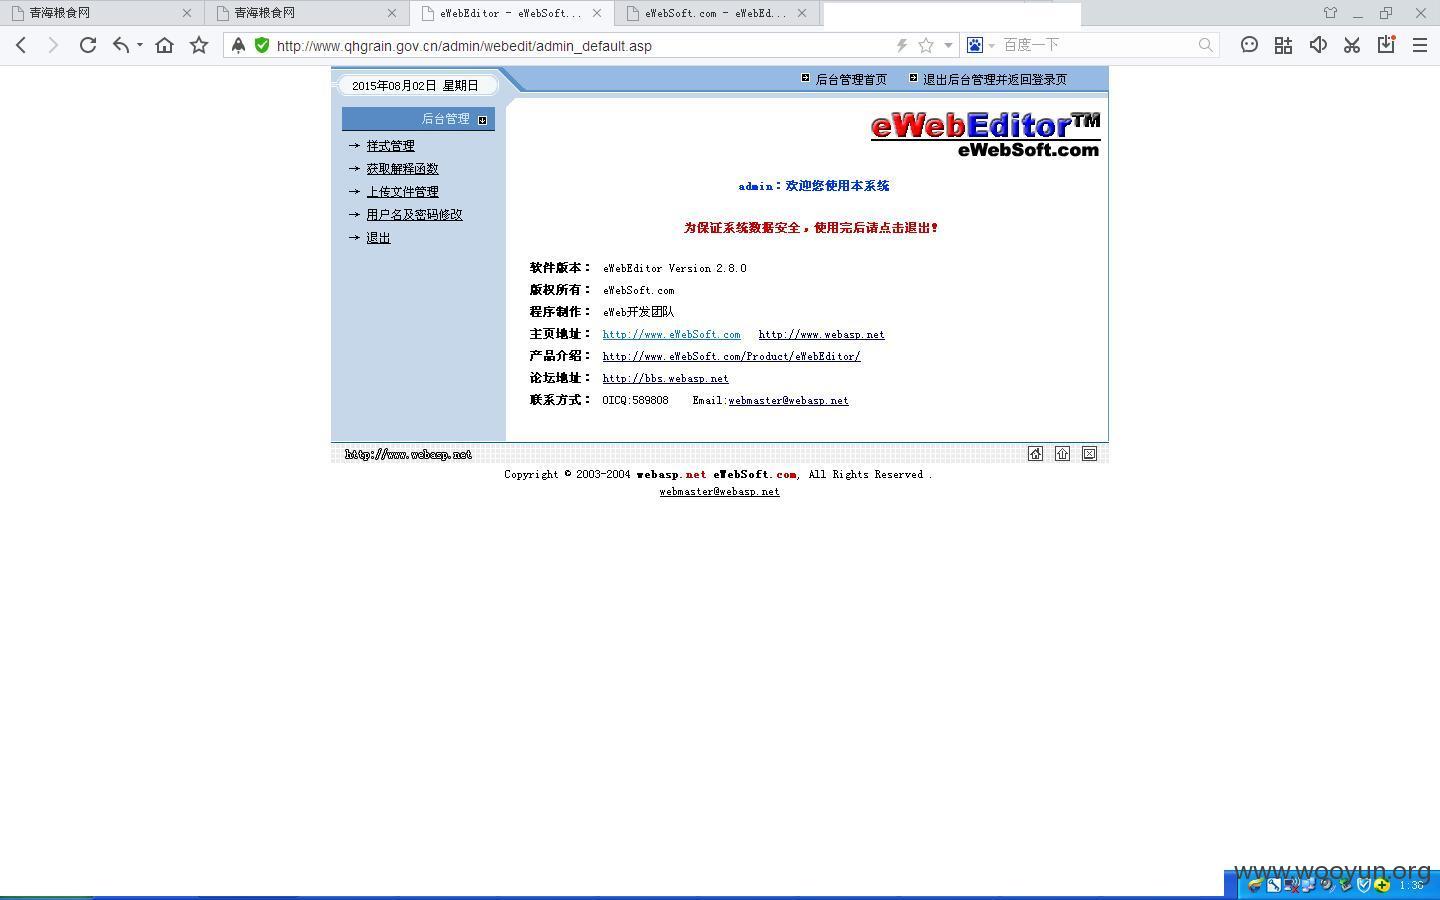 青海粮食网
青海粮食网
eWebEditor - eWebSoft...
eWebSoft.com - eWebEd...
http://www.qhgrain.gov.cn/admin/webedit/admin_default.asp
百度一下
2015年08月02日 星期日
后台管理首页
退出后台管理并返回登录页
后台管理
样式管理
获取解释函数
上传文件管理
用户名及密码修改
退出
eWebEditor™
eWebSoft.com
admin：欢迎您使用本系统
为保证系统数据安全，使用完后请点击退出！
软件版本： eWebEditor Version 2.8.0
版权所有： eWebSoft.com
程序制作： eWeb开发团队
主页地址： http://www.eWebSoft.com http://www.webasp.net
产品介绍： http://www.eWebSoft.com/Product/eWebEditor/
论坛地址： http://bbs.webasp.net
联系方式： OICQ:589808 Email:webmaster@webasp.net
http://www.webasp.net
Copyright © 2003-2004 webasp.net eWebSoft.com, All Rights Reserved .
webmaster@webasp.net
www.wooyun.org